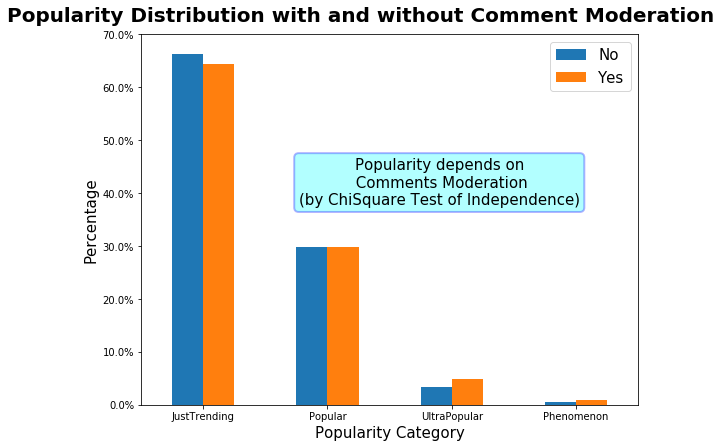 Popularity Distribution with and without Comment Moderation
70.0%
60.0%
50.0%
40.0%
30.0%
20.0%
10.0%
0.0%
Percentage
No
Yes
Popularity depends on
Comments Moderation
(by ChiSquare Test of Independence)
JustTrending
Popular
UltraPopular
Phenomenon
Popularity Category